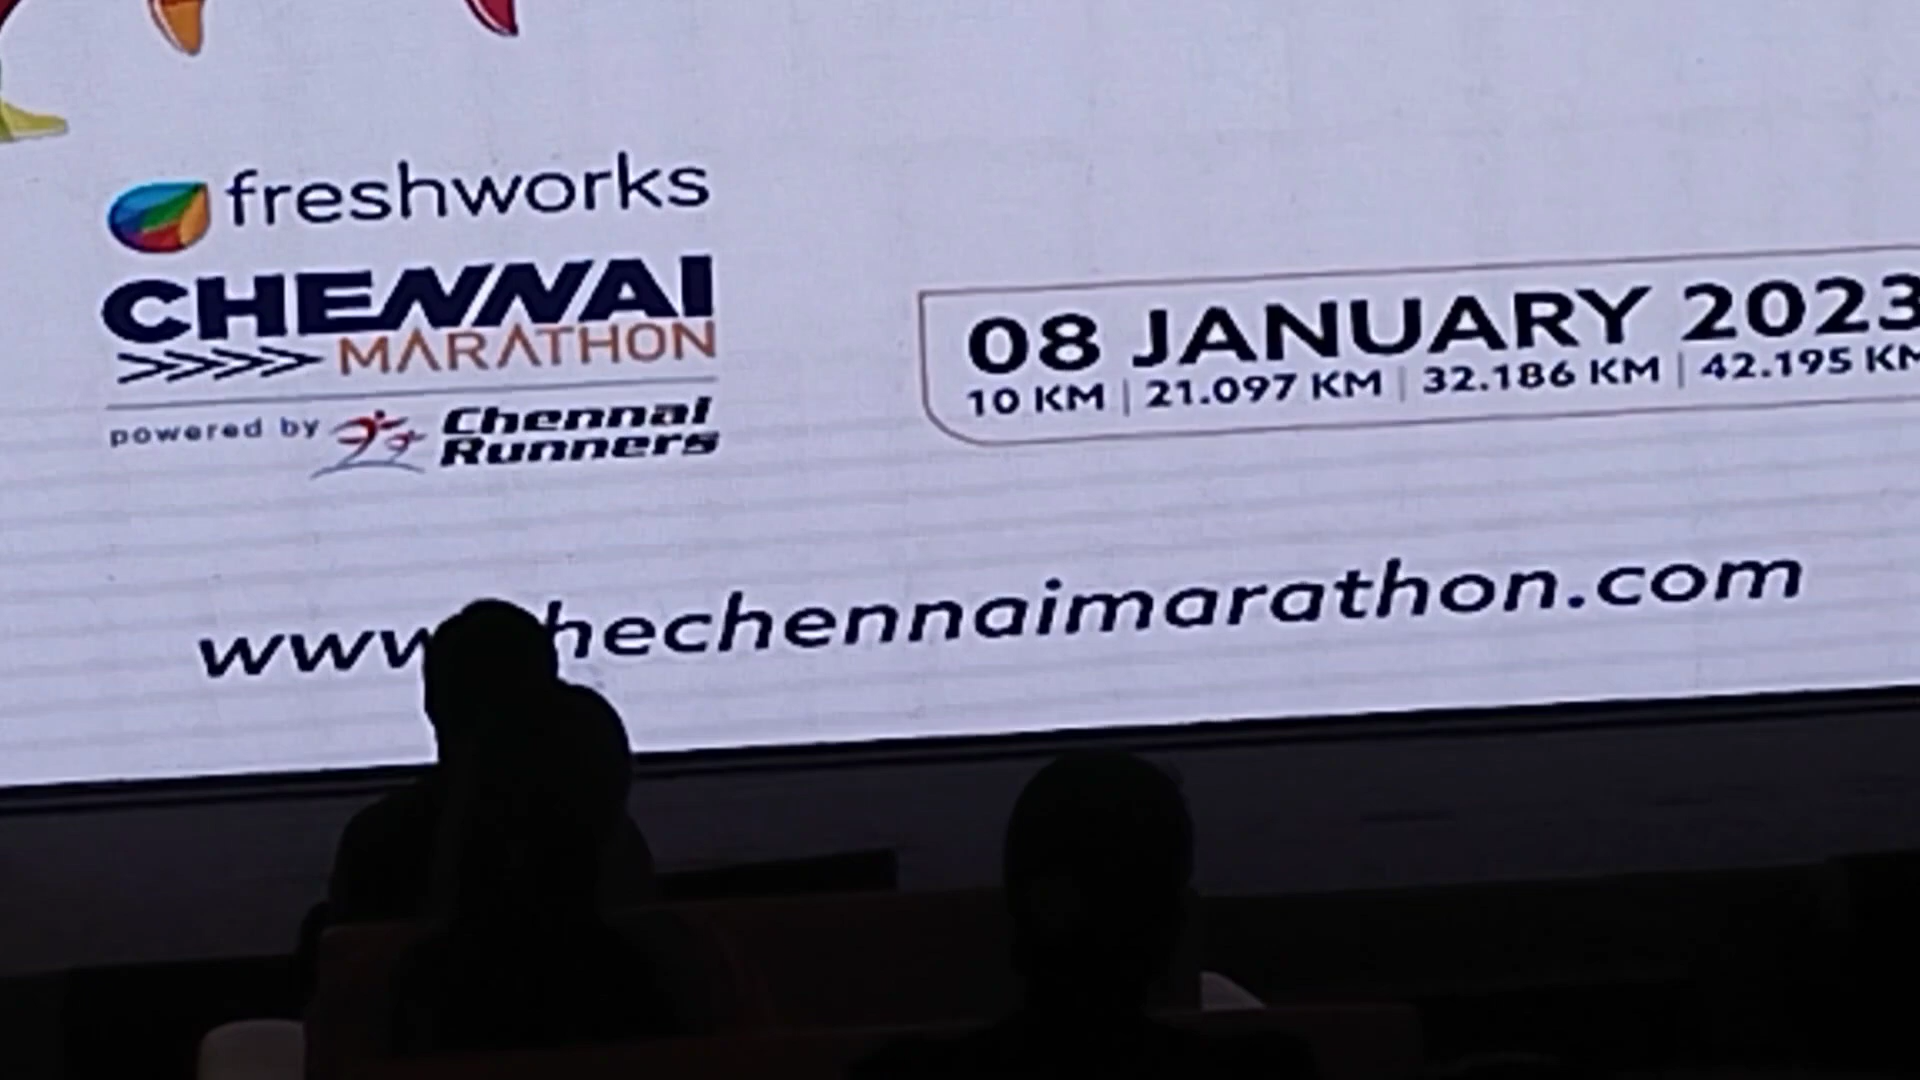 freshworks
CHENNAI
MARATHON
powered by Chennai Runners
08 JANUARY 2023
10 KM | 21.097 KM | 32.186 KM | 42.195 KM
hechennaimarathon.com